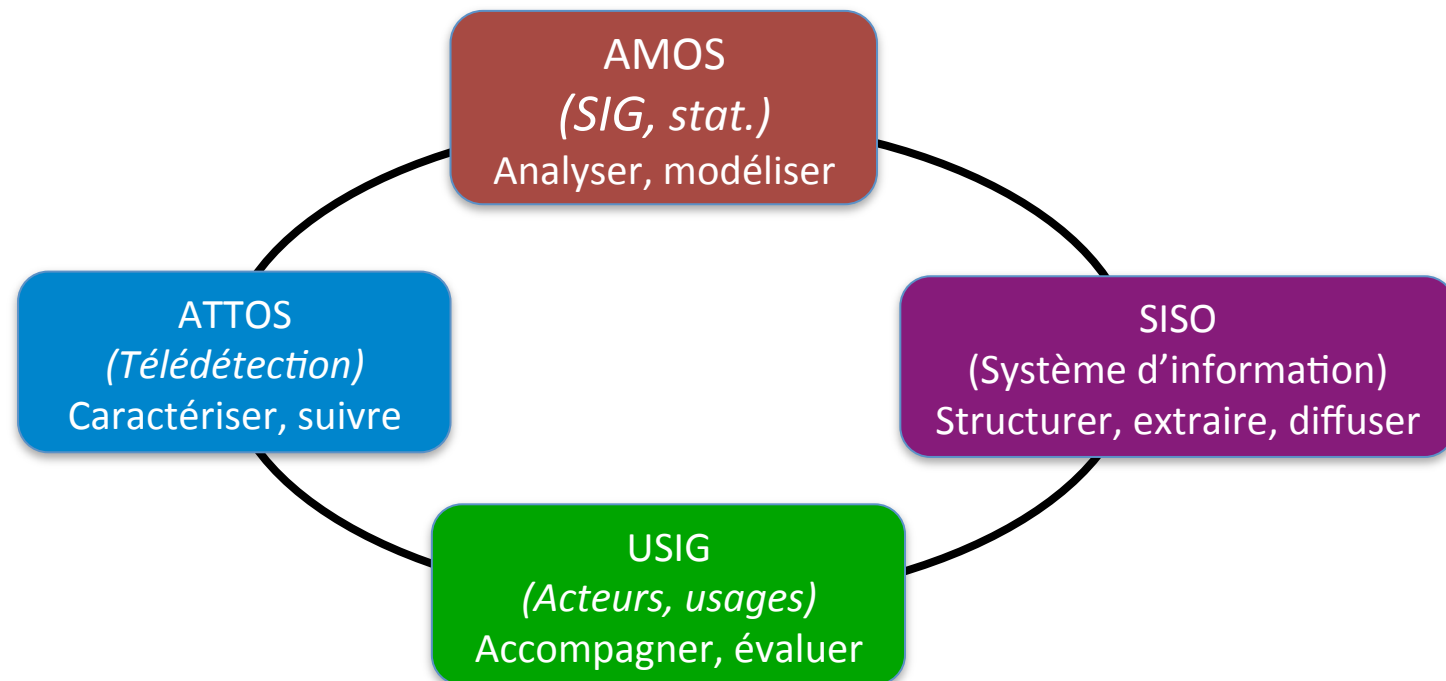 AMOS
(SIG, stat.)
Analyser, modéliser
ATTOS
(Télédétection)
Caractériser, suivre
SISO
(Système d’information)
Structurer, extraire, diffuser
USIG
(Acteurs, usages)
Accompagner, évaluer